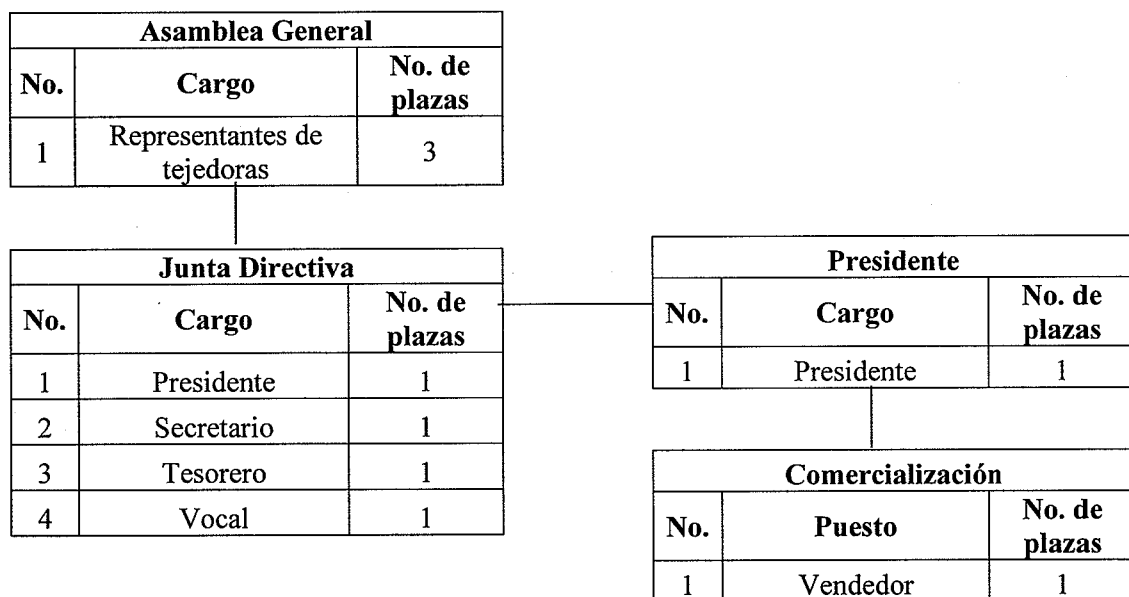 Asamblea General
No. Cargo No. de plazas
1 Representantes de tejedoras 3
Junta Directiva
No. Cargo No. de plazas
1 Presidente 1
2 Secretario 1
3 Tesorero 1
4 Vocal 1
Presidente
No. Cargo No. de plazas
1 Presidente 1
Comercialización
No. Puesto No. de plazas
1 Vendedor 1